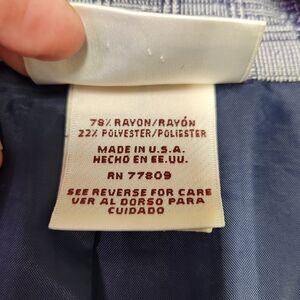 78% RAYON/RAYÓN
22% POLYESTER/POLIESTER
MADE IN U.S.A.
HECHO EN EE.UU.
RN 77809
SEE REVERSE FOR CARE
VER AL DORSO PARA
CUIDADO